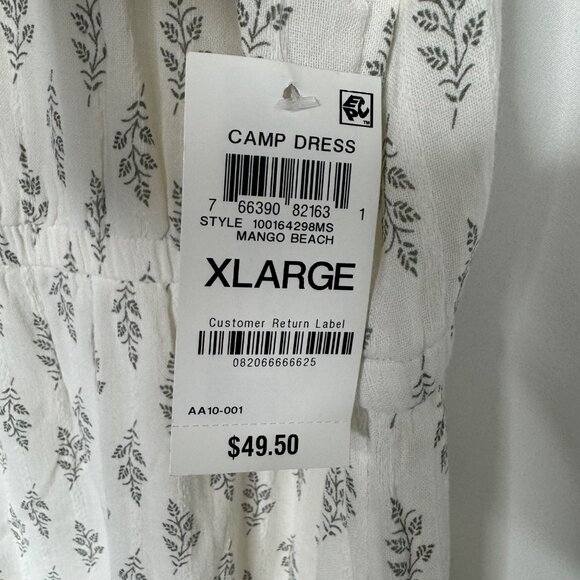 EPC™
CAMP DRESS
7 66390 82163 1
STYLE 100164298MS
MANGO BEACH
XLARGE
Customer Return Label
082066666625
AA10-001
$49.50